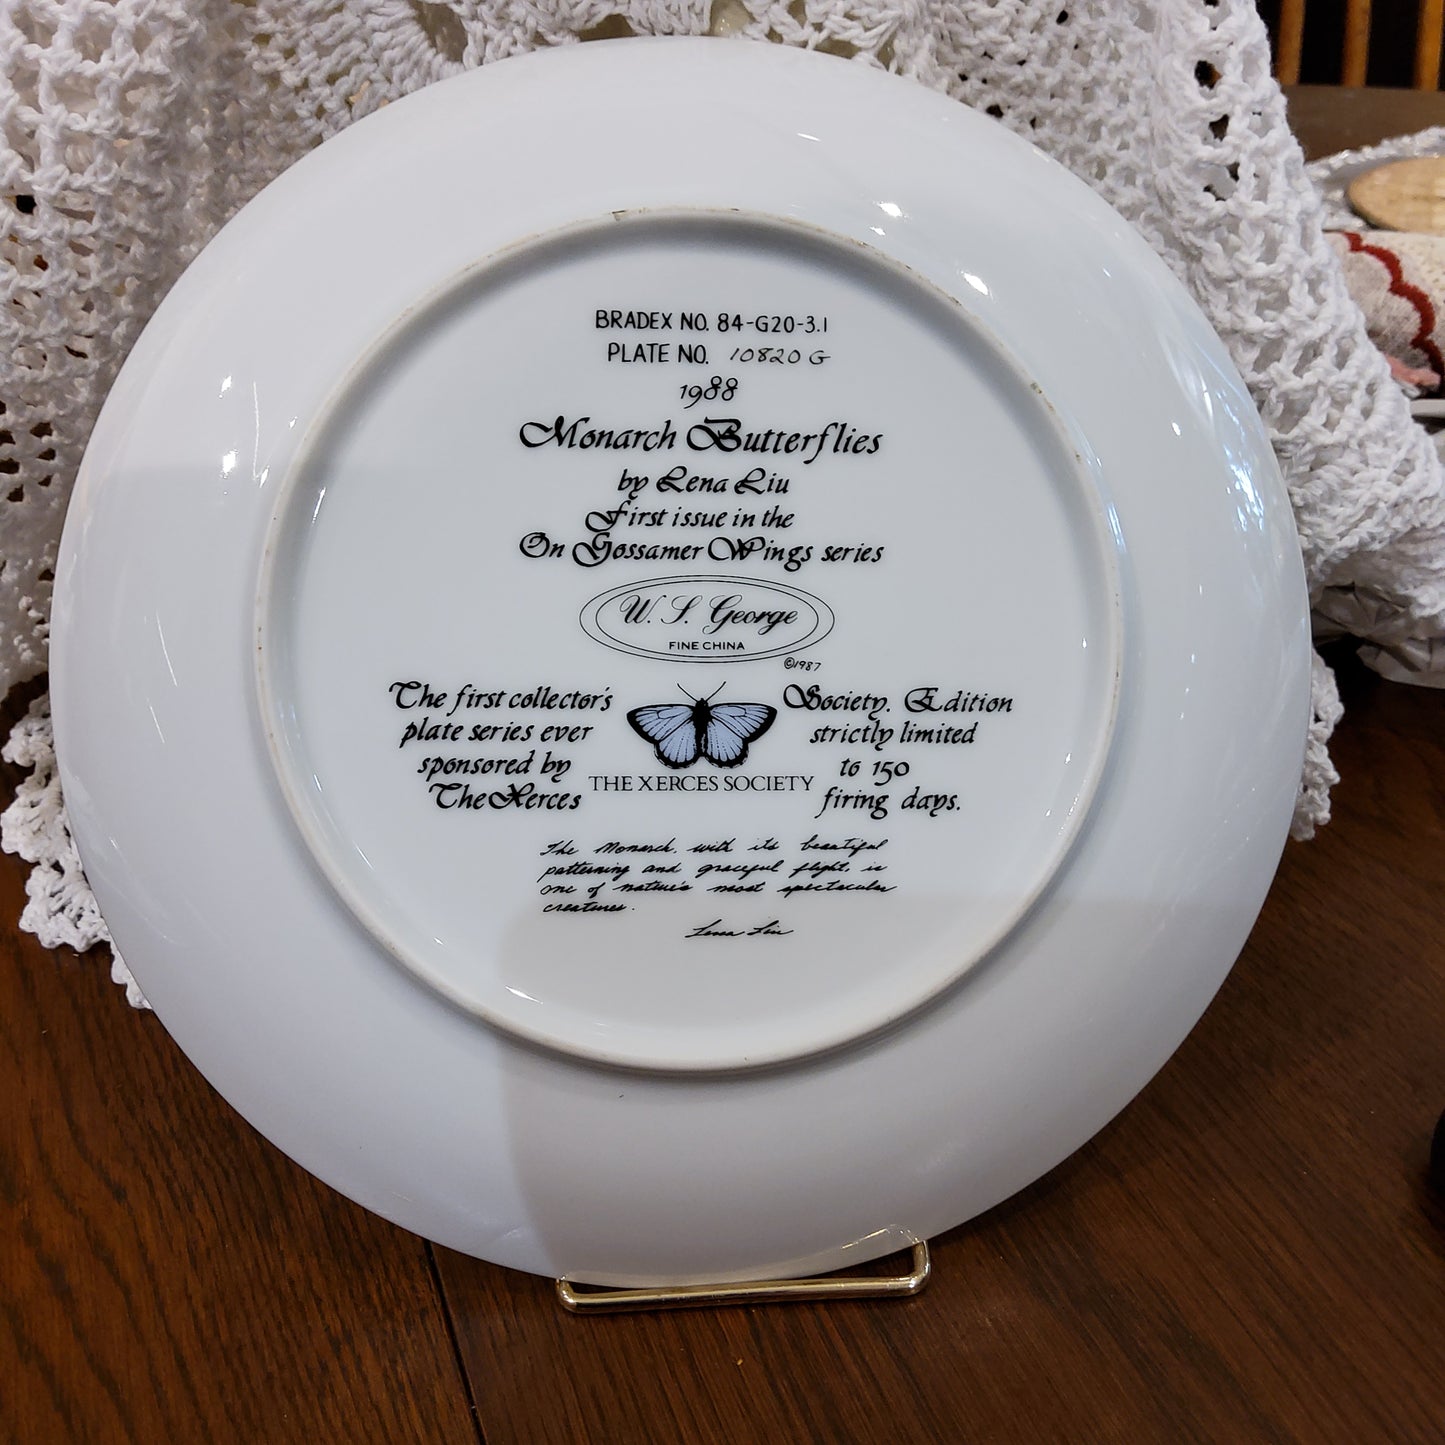 BRADEX NO. 84-G20-3.1
PLATE NO. 10820 G
1988
Monarch Butterflies
by Lena Liu
First issue in the
On Gossamer Wings series
W. S. George
FINE CHINA
©1987
The first collector's
plate series ever
sponsored by
The Xerces
THE XERCES SOCIETY
Society. Edition
strictly limited
to 150
firing days.
The Monarch, with its beautiful
patterning and graceful flight, is
one of nature's most spectacular
creatures.
Lena Liu